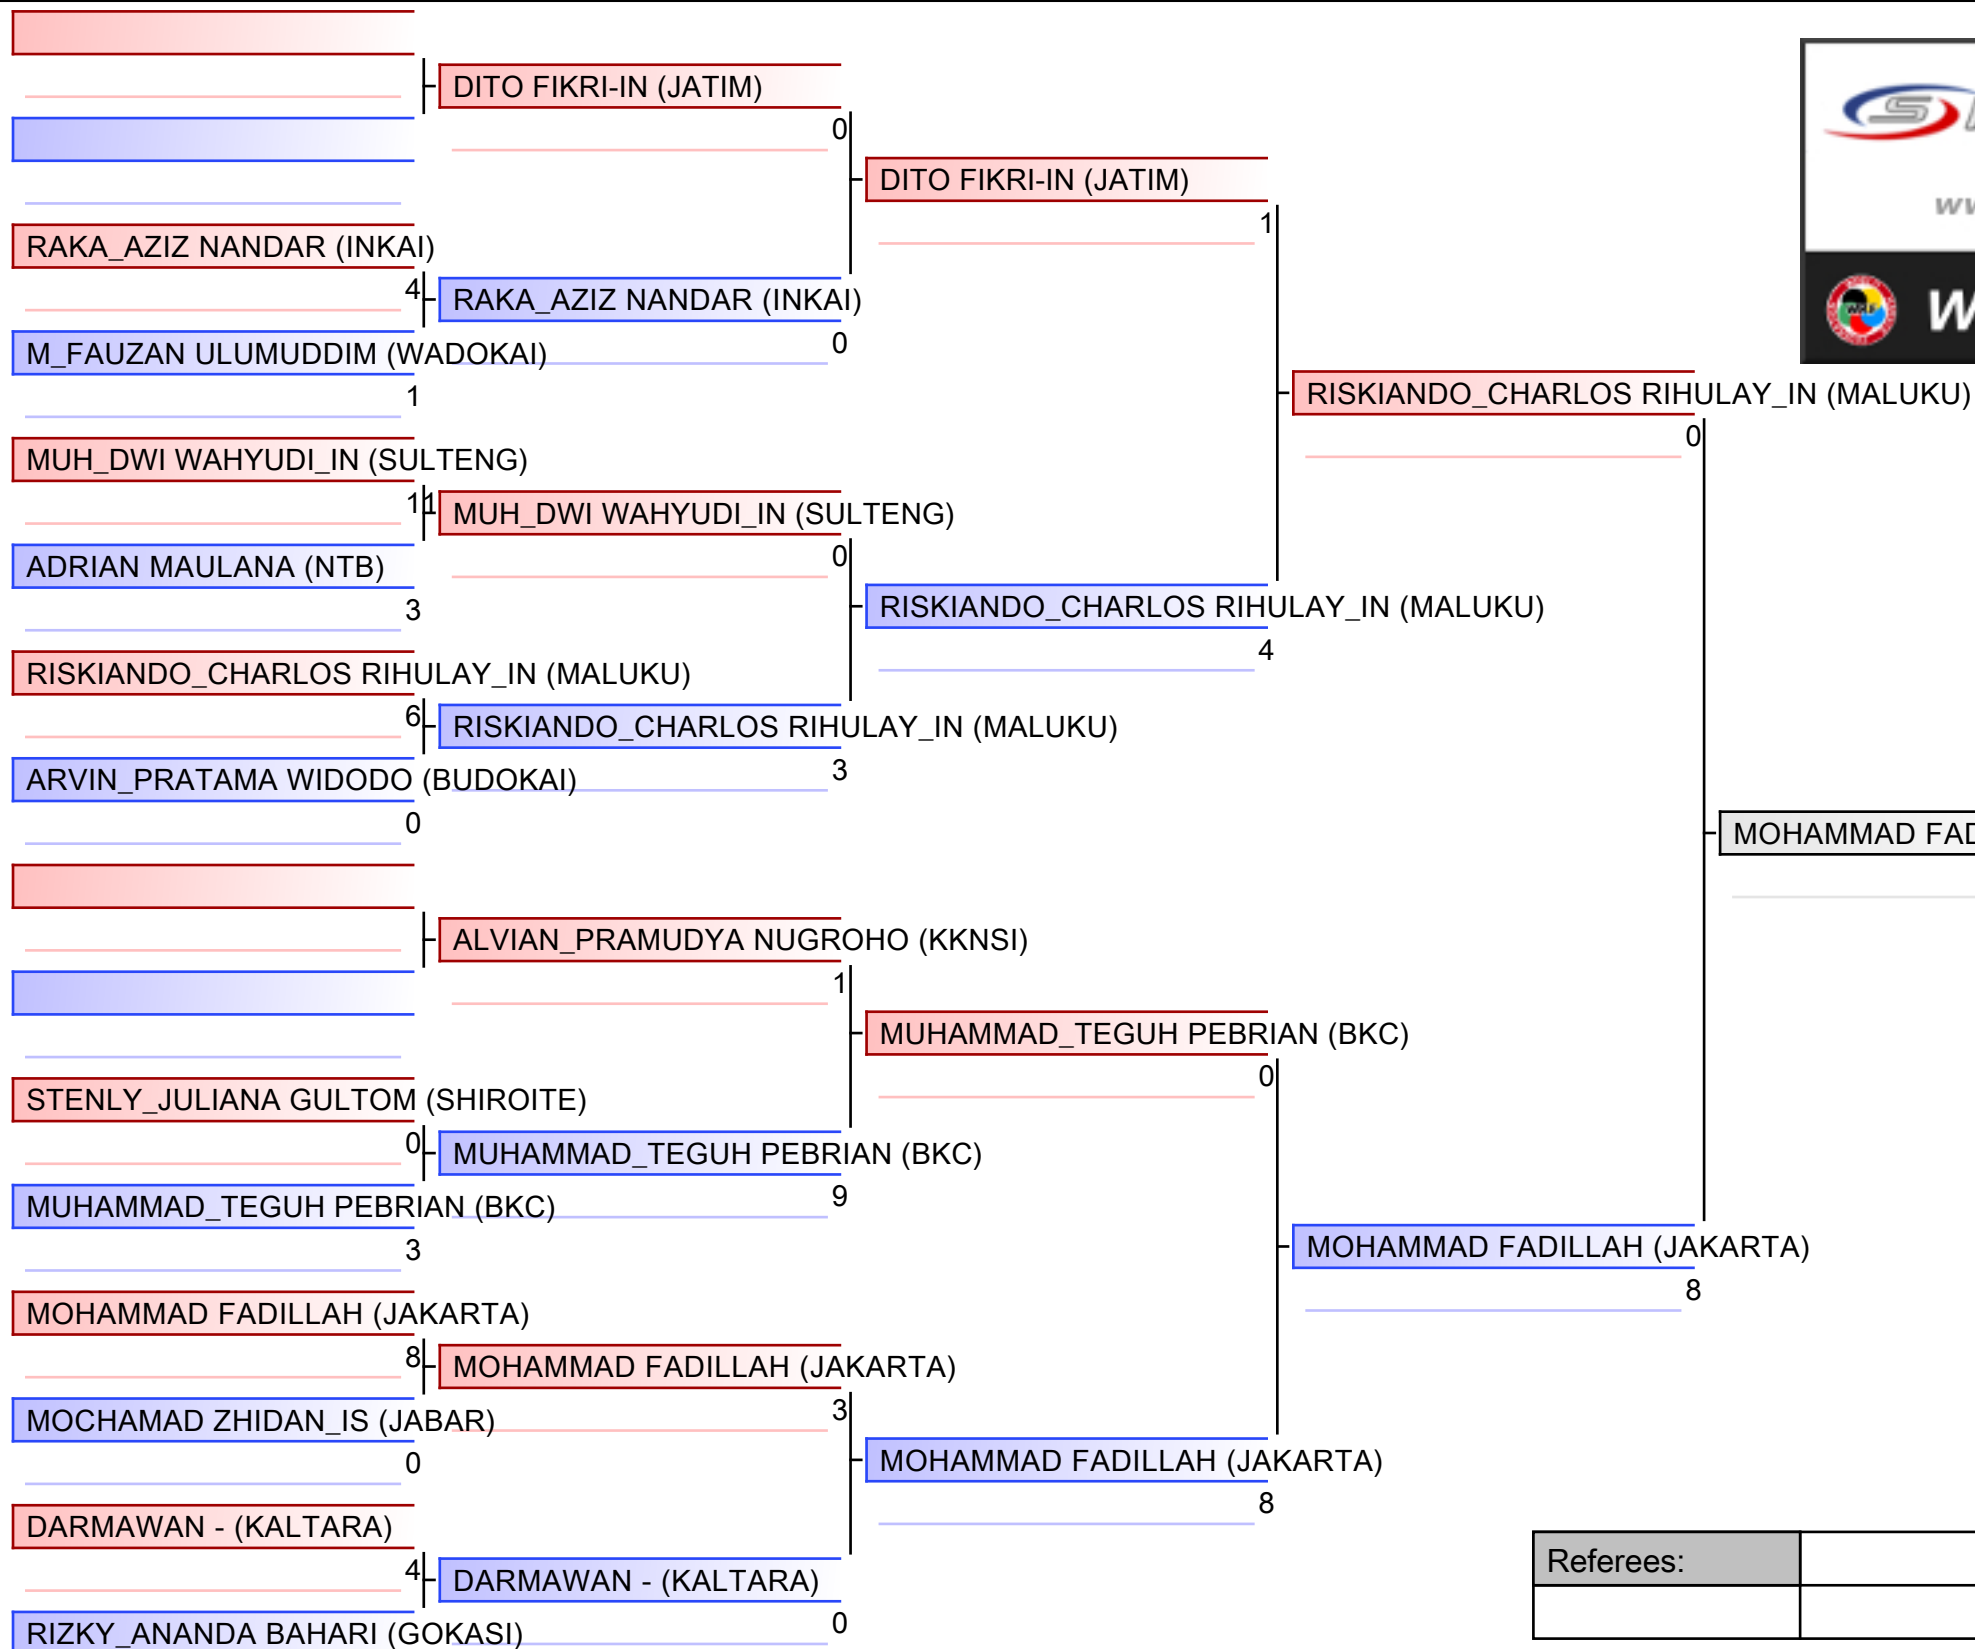 DITO FIKRI-IN (JATIM)
0
DITO FIKRI-IN (JATIM)
1
RAKA_AZIZ NANDAR (INKAI)
4
RAKA_AZIZ NANDAR (INKAI)
0
M_FAUZAN ULUMUDDIM (WADOKAI)
1
RISKIANDO_CHARLOS RIHULAY_IN (MALUKU)
0
MUH_DWI WAHYUDI_IN (SULTENG)
11
MUH_DWI WAHYUDI_IN (SULTENG)
0
ADRIAN MAULANA (NTB)
3
RISKIANDO_CHARLOS RIHULAY_IN (MALUKU)
4
RISKIANDO_CHARLOS RIHULAY_IN (MALUKU)
6
RISKIANDO_CHARLOS RIHULAY_IN (MALUKU)
3
ARVIN_PRATAMA WIDODO (BUDOKAI)
0
MOHAMMAD FAD
ALVIAN_PRAMUDYA NUGROHO (KKNSI)
1
MUHAMMAD_TEGUH PEBRIAN (BKC)
0
STENLY_JULIANA GULTOM (SHIROITE)
0
MUHAMMAD_TEGUH PEBRIAN (BKC)
9
MUHAMMAD_TEGUH PEBRIAN (BKC)
3
MOHAMMAD FADILLAH (JAKARTA)
8
MOHAMMAD FADILLAH (JAKARTA)
8
MOHAMMAD FADILLAH (JAKARTA)
3
MOCHAMAD ZHIDAN_IS (JABAR)
0
MOHAMMAD FADILLAH (JAKARTA)
8
DARMAWAN - (KALTARA)
4
DARMAWAN - (KALTARA)
0
RIZKY_ANANDA BAHARI (GOKASI)
Referees: